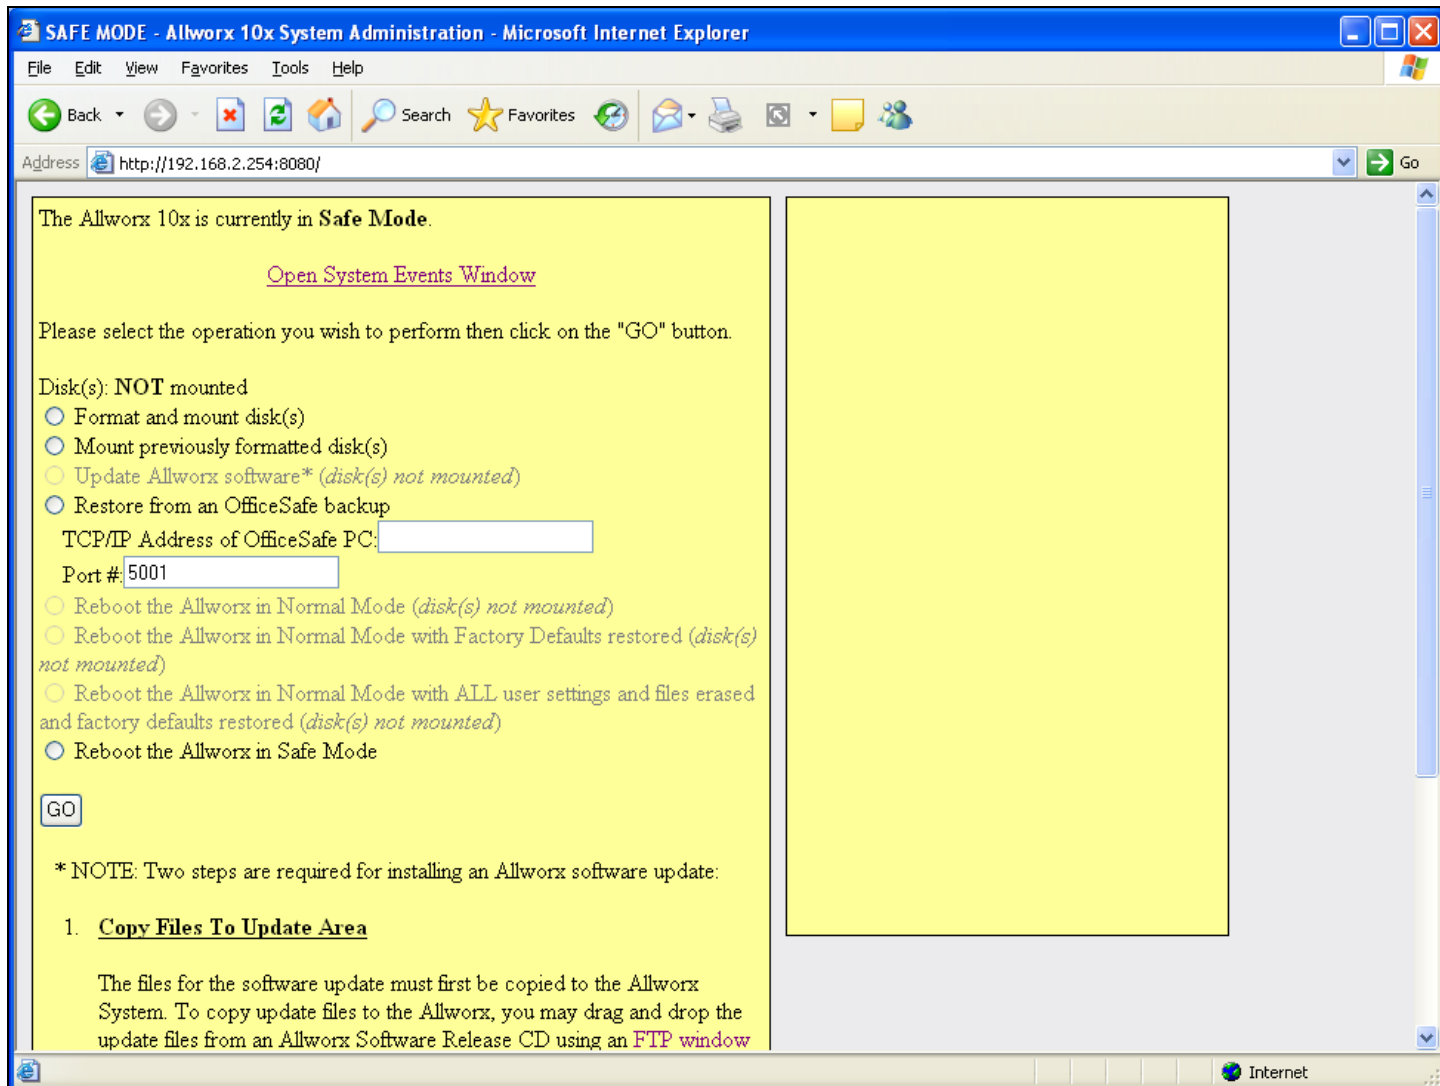 SAFE MODE - Allworx 10x System Administration - Microsoft Internet Explorer
File Edit View Favorites Tools Help
Back Search Favorites
Address http://192.168.2.254:8080/ Go
The Allworx 10x is currently in Safe Mode.
Open System Events Window
Please select the operation you wish to perform then click on the "GO" button.
Disk(s): NOT mounted
Format and mount disk(s)
Mount previously formatted disk(s)
Update Allworx software* (disk(s) not mounted)
Restore from an OfficeSafe backup
TCP/IP Address of OfficeSafe PC:
Port #: 5001
Reboot the Allworx in Normal Mode (disk(s) not mounted)
Reboot the Allworx in Normal Mode with Factory Defaults restored (disk(s)
not mounted)
Reboot the Allworx in Normal Mode with ALL user settings and files erased
and factory defaults restored (disk(s) not mounted)
Reboot the Allworx in Safe Mode
GO
* NOTE: Two steps are required for installing an Allworx software update:
1. Copy Files To Update Area
The files for the software update must first be copied to the Allworx
System. To copy update files to the Allworx, you may drag and drop the
update files from an Allworx Software Release CD using an FTP window
Internet